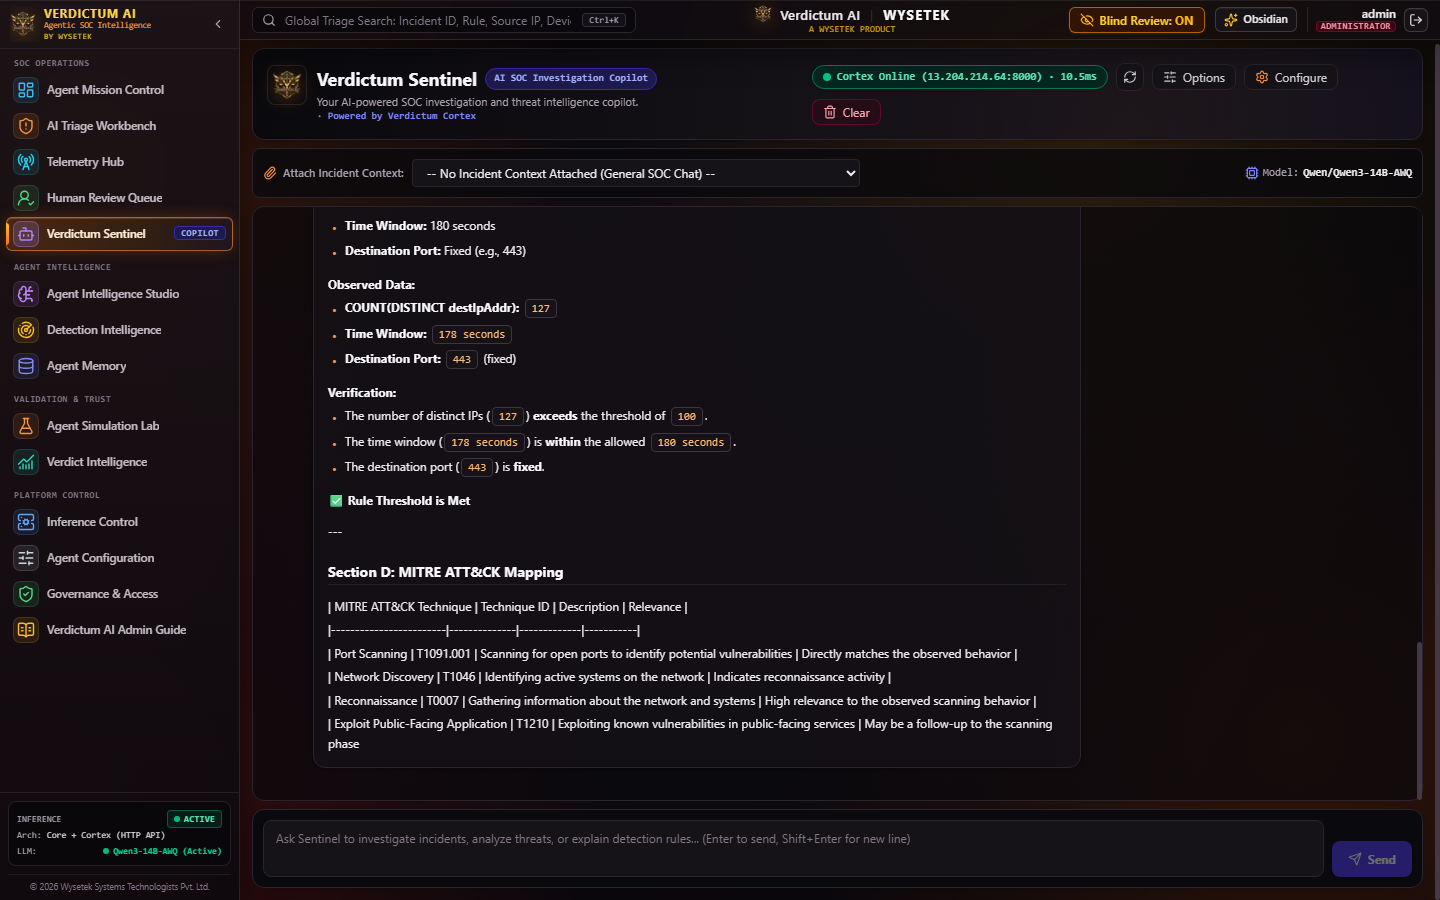 VERDICTUM AI
Agentic SOC Intelligence
BY WYSETEK
Global Triage Search: Incident ID, Rule, Source IP, Devic
Ctrl+K
Verdictum AI | WYSETEK
A WYSETEK PRODUCT
Blind Review: ON
Obsidian
admin
ADMINISTRATOR
SOC OPERATIONS
Agent Mission Control
AI Triage Workbench
Telemetry Hub
Human Review Queue
Verdictum Sentinel COPILOT
AGENT INTELLIGENCE
Agent Intelligence Studio
Detection Intelligence
Agent Memory
VALIDATION & TRUST
Agent Simulation Lab
Verdict Intelligence
PLATFORM CONTROL
Inference Control
Agent Configuration
Governance & Access
Verdictum AI Admin Guide
INFERENCE ACTIVE
Arch: Core + Cortex (HTTP API)
LLM: Qwen3-14B-AWQ (Active)
© 2026 Wysetek Systems Technologists Pvt. Ltd.
Verdictum Sentinel AI SOC Investigation Copilot
Your AI-powered SOC investigation and threat intelligence copilot.
· Powered by Verdictum Cortex
Cortex Online (13.204.214.64:8000) · 10.5ms
Options
Configure
Clear
Attach Incident Context:
-- No Incident Context Attached (General SOC Chat) --
Model: Qwen/Qwen3-14B-AWQ
• Time Window: 180 seconds
• Destination Port: Fixed (e.g., 443)
Observed Data:
• COUNT(DISTINCT destIpAddr): 127
• Time Window: 178 seconds
• Destination Port: 443 (fixed)
Verification:
• The number of distinct IPs ( 127 ) exceeds the threshold of 100 .
• The time window ( 178 seconds ) is within the allowed 180 seconds .
• The destination port ( 443 ) is fixed.
✅ Rule Threshold is Met
---
Section D: MITRE ATT&CK Mapping
| MITRE ATT&CK Technique | Technique ID | Description | Relevance |
|------------------------|--------------|-------------|-----------|
| Port Scanning | T1091.001 | Scanning for open ports to identify potential vulnerabilities | Directly matches the observed behavior |
| Network Discovery | T1046 | Identifying active systems on the network | Indicates reconnaissance activity |
| Reconnaissance | T0007 | Gathering information about the network and systems | High relevance to the observed scanning behavior |
| Exploit Public-Facing Application | T1210 | Exploiting known vulnerabilities in public-facing services | May be a follow-up to the scanning
phase
Ask Sentinel to investigate incidents, analyze threats, or explain detection rules... (Enter to send, Shift+Enter for new line)
Send